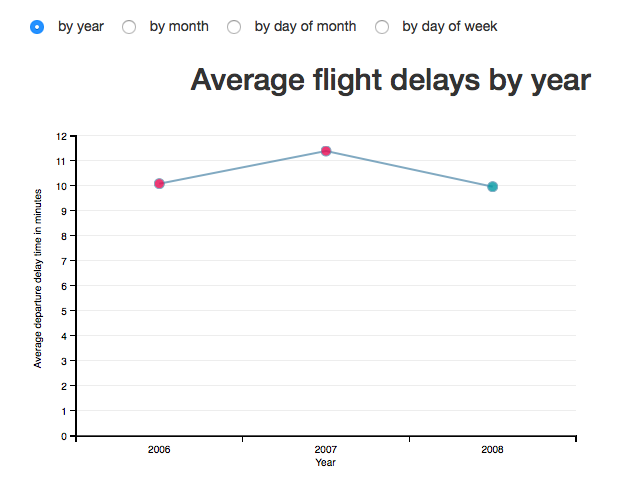 by year by month by day of month by day of week
Average flight delays by year
Average departure delay time in minutes
12
11
10
9
8
7
6
5
4
3
2
1
0
2006 2007 2008
Year